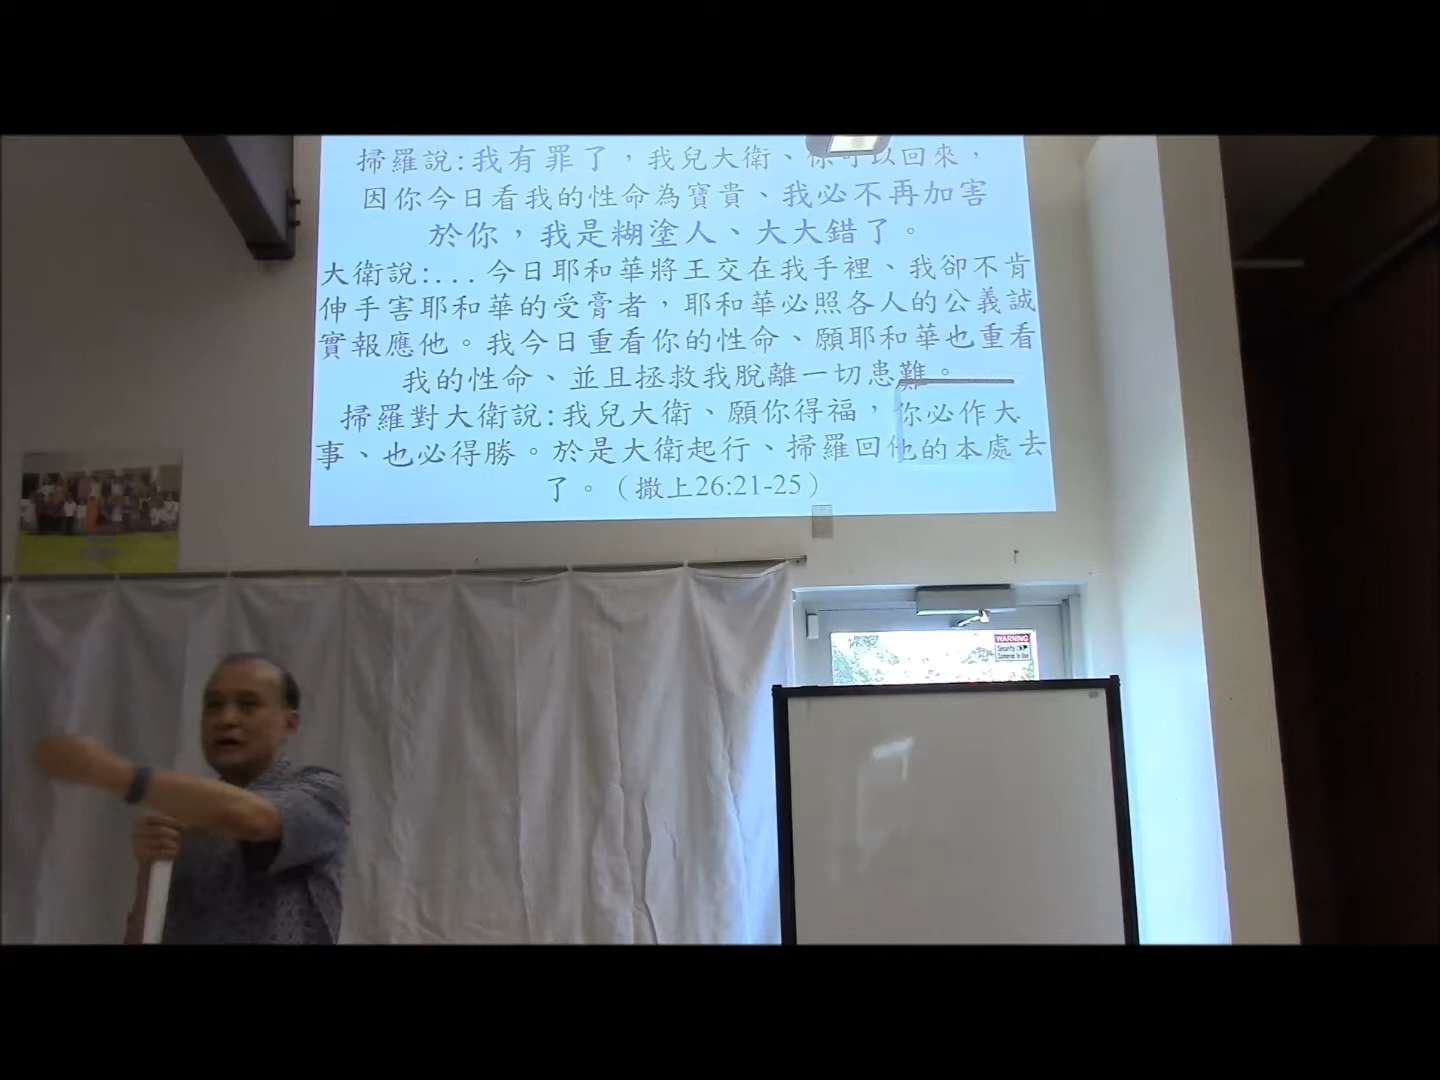 掃羅說:我有罪了，我兒大衛、你可以回來，
因你今日看我的性命為寶貴、我必不再加害
於你，我是糊塗人、大大錯了。
大衛說:...今日耶和華將王交在我手裡、我卻不肯
伸手害耶和華的受膏者，耶和華必照各人的公義誠
實報應他。我今日重看你的性命、願耶和華也重看
我的性命、並且拯救我脫離一切患難。
掃羅對大衛說:我兒大衛、願你得福，你必作大
事、也必得勝。於是大衛起行、掃羅回他的本處去
了。（撒上26:21-25）
WARNING
Security
Cameras In Use